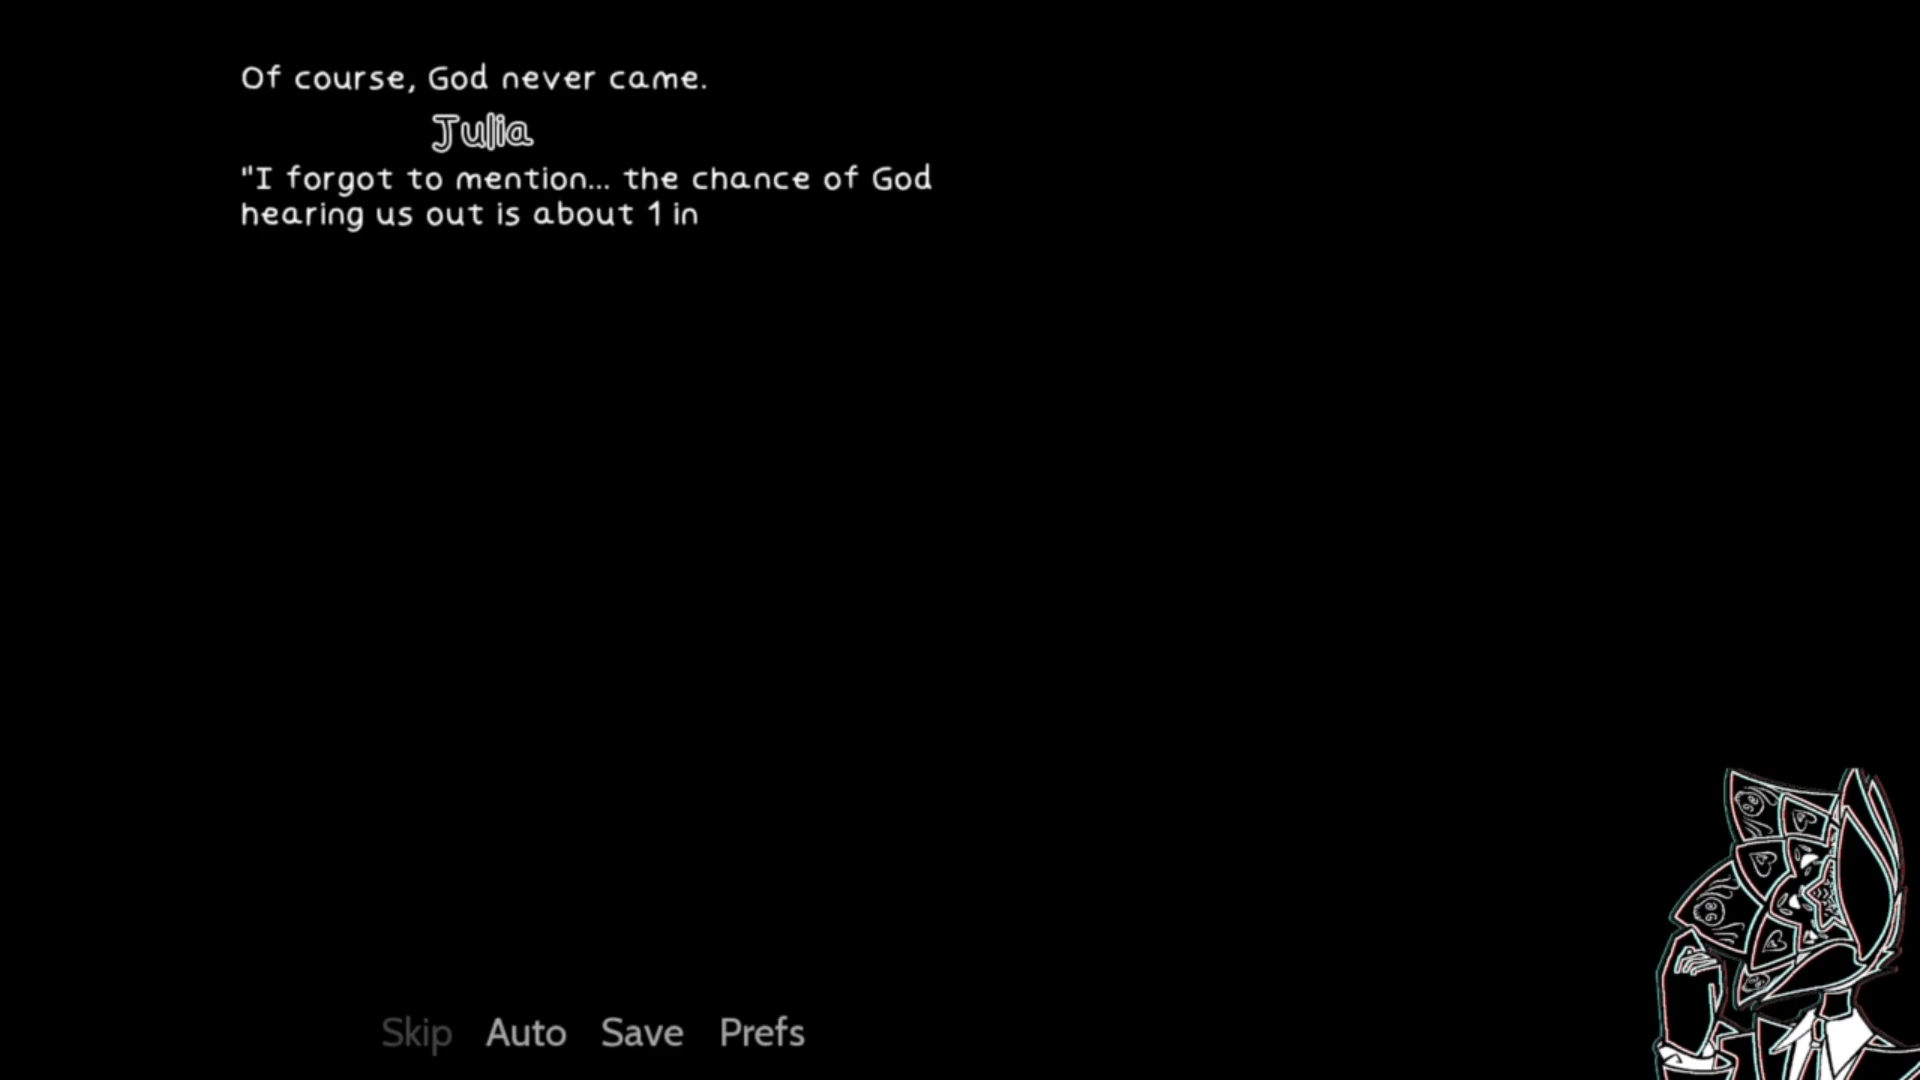 Of course, God never came.
Julia
"I forgot to mention... the chance of God
hearing us out is about 1 in
Skip Auto Save Prefs